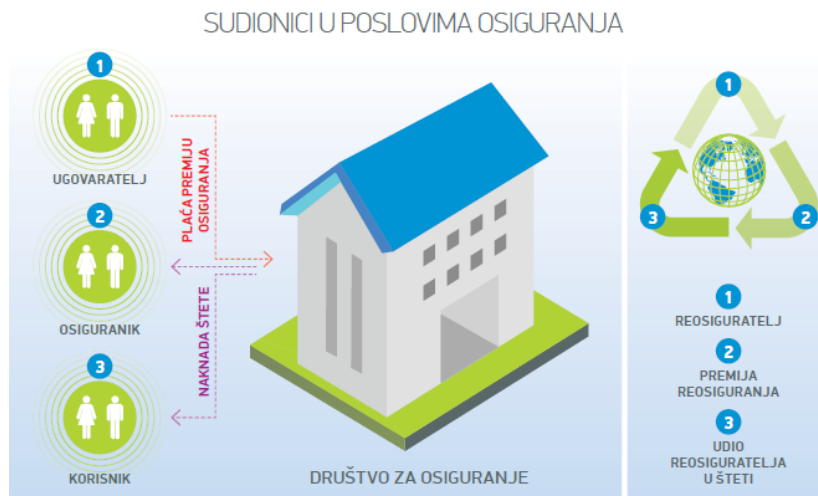 SUDIONICI U POSLOVIMA OSIGURANJA
1
UGOVARATELJ
2
OSIGURANIK
3
KORISNIK
PLAĆA PREMIJU
OSIGURANJA
NAKNADA ŠTETE
DRUŠTVO ZA OSIGURANJE
1
2
3
1
REOSIGURATELJ
2
PREMIJA
REOSIGURANJA
3
UDIO
REOSIGURATELJA
U ŠTETI